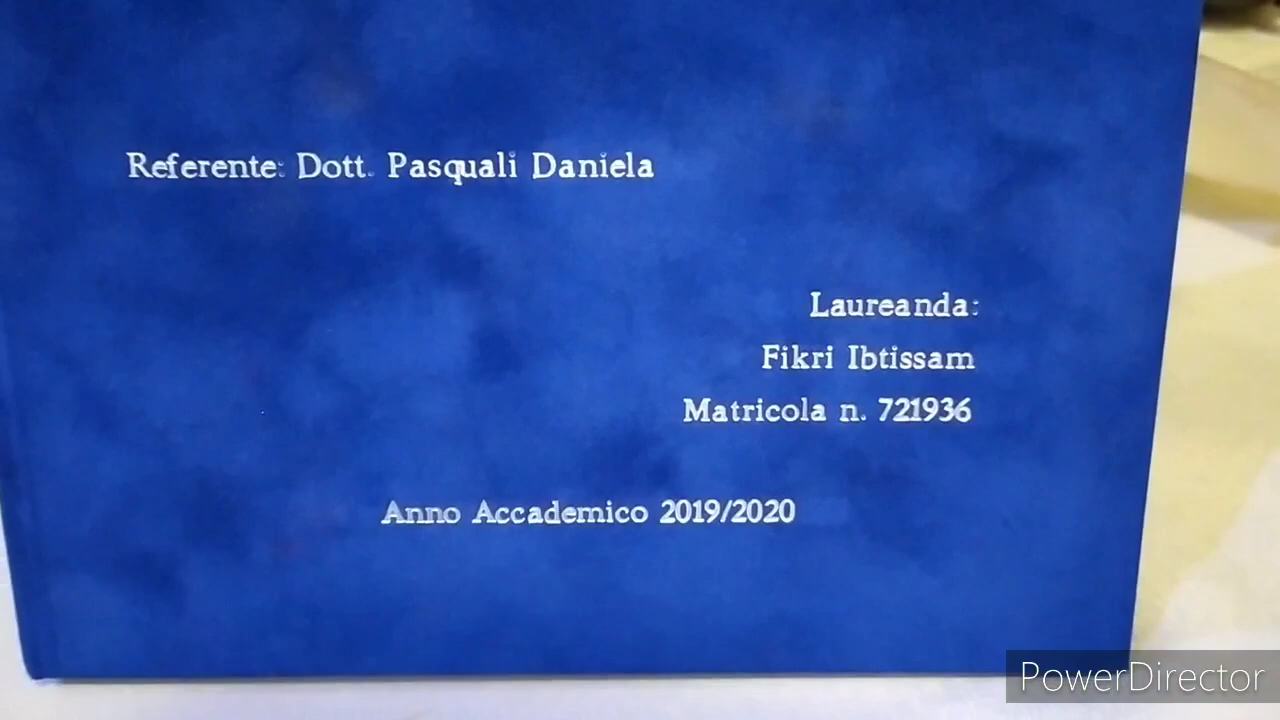 Referente: Dott. Pasquali Daniela
Laureanda:
Fikri Ibtissam
Matricola n. 721936
Anno Accademico 2019/2020
PowerDirector